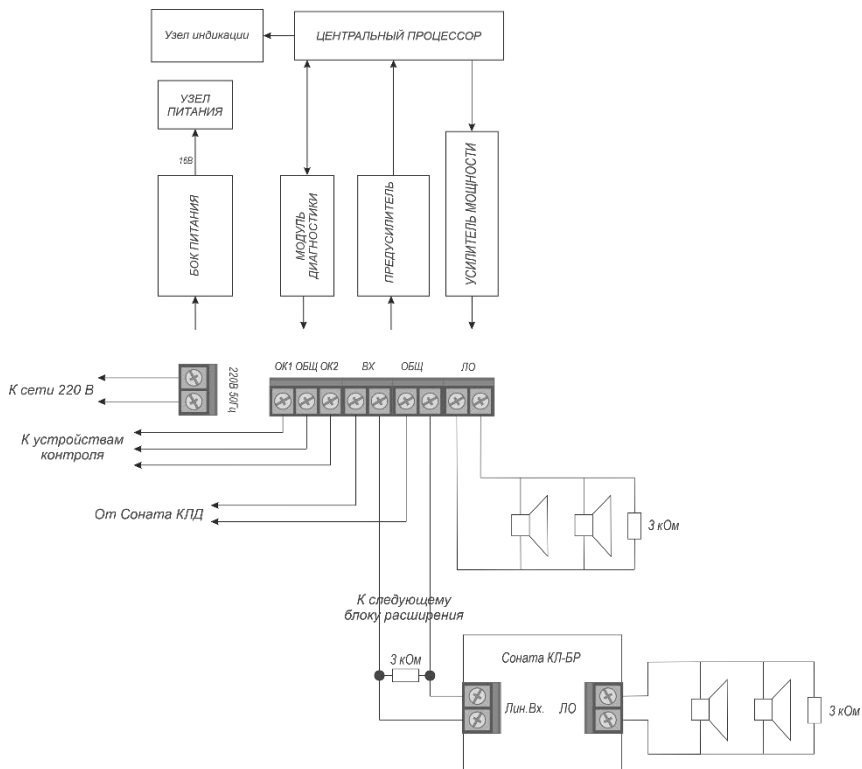 Узел индикации
ЦЕНТРАЛЬНЫЙ ПРОЦЕССОР
УЗЕЛ
ПИТАНИЯ
16В
БОК ПИТАНИЯ
МОДУЛЬ
ДИАГНОСТИКИ
ПРЕДУСИЛИТЕЛЬ
УСИЛИТЕЛЬ МОЩНОСТИ
К сети 220 В
220В 50Гц
ОК1 ОБЩ ОК2 ВХ ОБЩ ЛО
К устройствам
контроля
От Соната КЛД
3 кОм
К следующему
блоку расширения
3 кОм
Соната КЛ-БР
Лин.Вх. ЛО
3 кОм